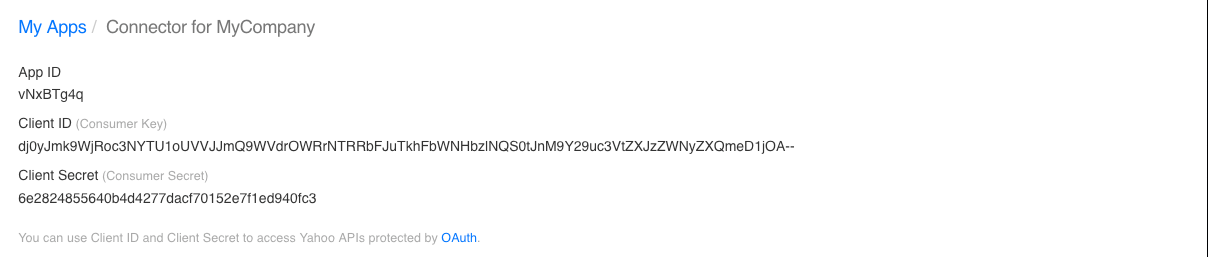 My Apps / Connector for MyCompany
App ID
vNxBTg4q
Client ID (Consumer Key)
dj0yJmk9WjRoc3NYTU1oUVVJJmQ9WVdrOWRrNTRRbFJuTkhFbWNHbzlNQS0tJnM9Y29uc3VtZXJzZWNyZXQmeD1jOA--
Client Secret (Consumer Secret)
6e2824855640b4d4277dacf70152e7f1ed940fc3
You can use Client ID and Client Secret to access Yahoo APIs protected by OAuth.